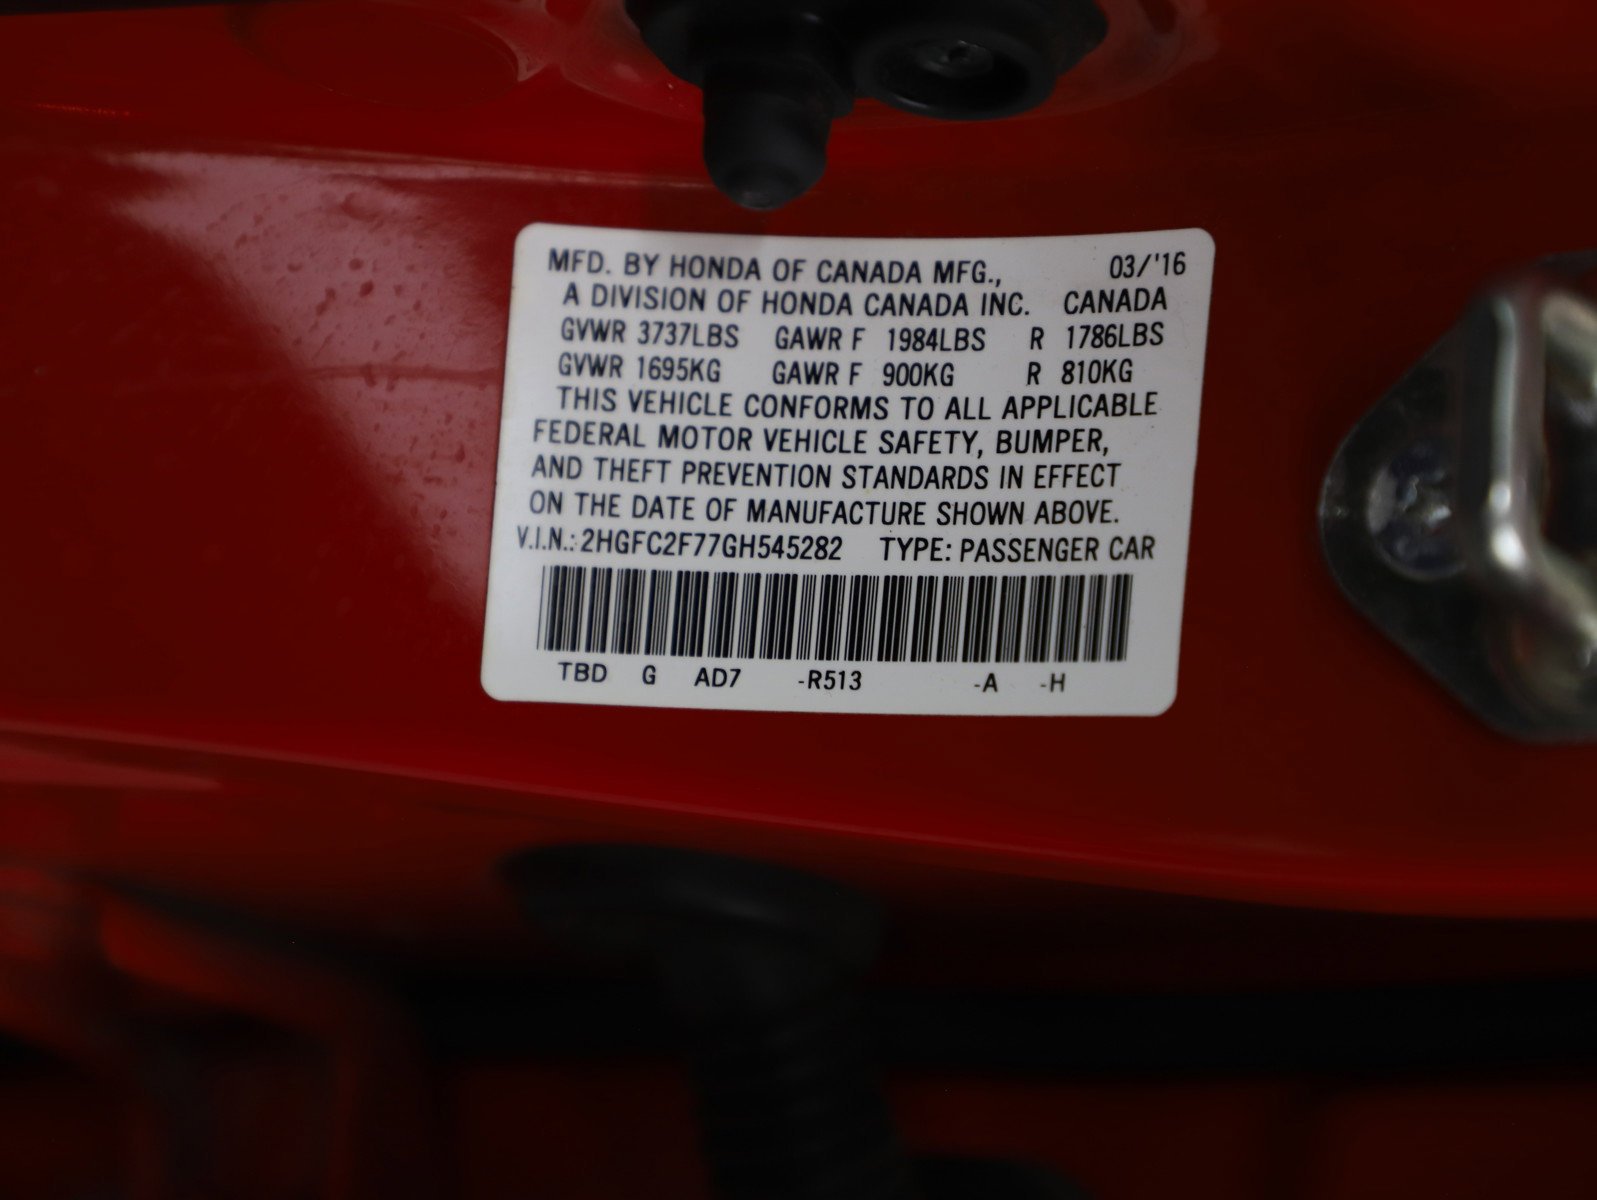 MFD. BY HONDA OF CANADA MFG., 03/'16
A DIVISION OF HONDA CANADA INC. CANADA
GVWR 3737LBS GAWR F 1984LBS R 1786LBS
GVWR 1695KG GAWR F 900KG R 810KG
THIS VEHICLE CONFORMS TO ALL APPLICABLE
FEDERAL MOTOR VEHICLE SAFETY, BUMPER,
AND THEFT PREVENTION STANDARDS IN EFFECT
ON THE DATE OF MANUFACTURE SHOWN ABOVE.
V.I.N.: 2HGFC2F77GH545282 TYPE: PASSENGER CAR
TBD G AD7 -R513 -A -H